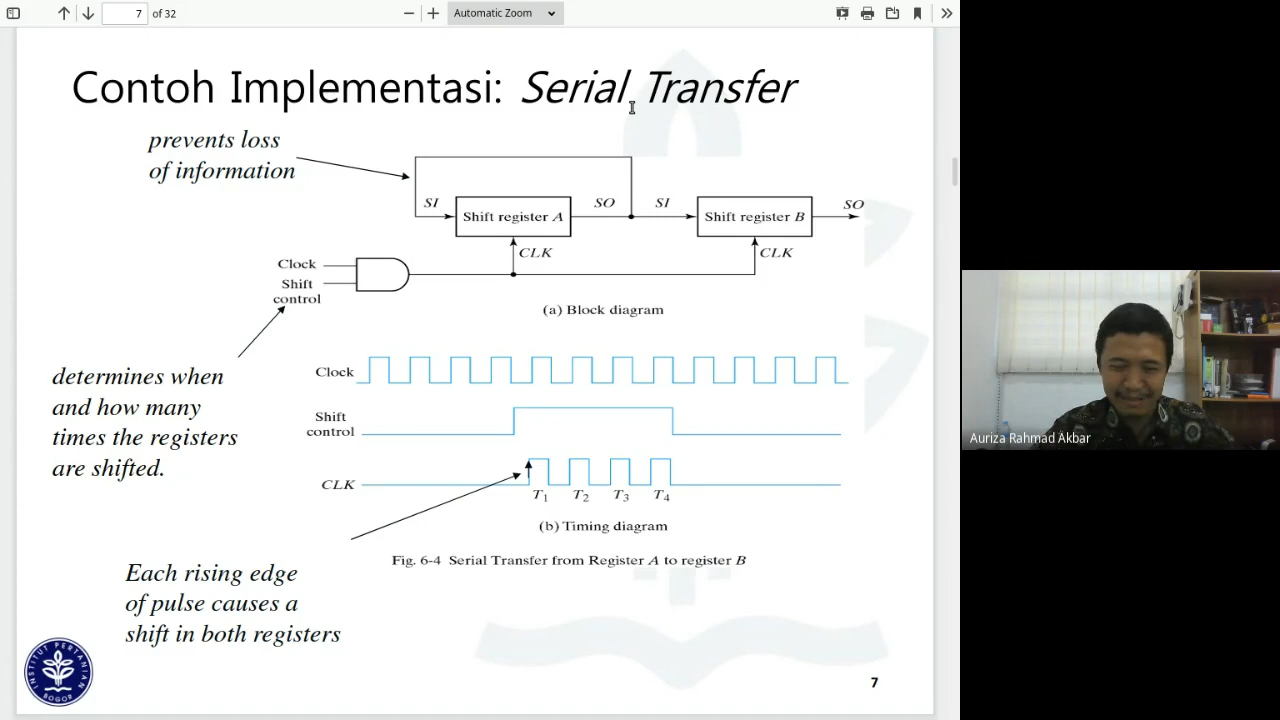 7 of 32
Automatic Zoom
Contoh Implementasi: Serial Transfer
prevents loss
of information
SI
Shift register A
SO
SI
Shift register B
SO
CLK
CLK
Clock
Shift
control
(a) Block diagram
determines when
and how many
times the registers
are shifted.
Clock
Shift
control
CLK
T1 T2 T3 T4
(b) Timing diagram
Fig. 6-4 Serial Transfer from Register A to register B
Each rising edge
of pulse causes a
shift in both registers
INSTITUT PERTANIAN
BOGOR
7
Auriza Rahmad Akbar